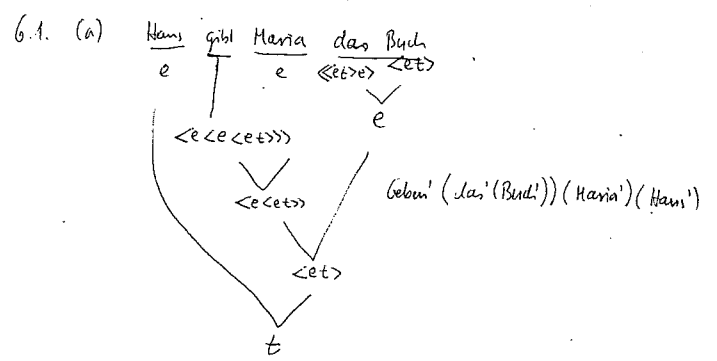 6.1. (a) Hans gibt Maria das Buch
e e <<et>e> <et>
e
<e<e<et>>>
<e<et>> Geben' (das'(Buch')) (Maria') (Hans')
<et>
t